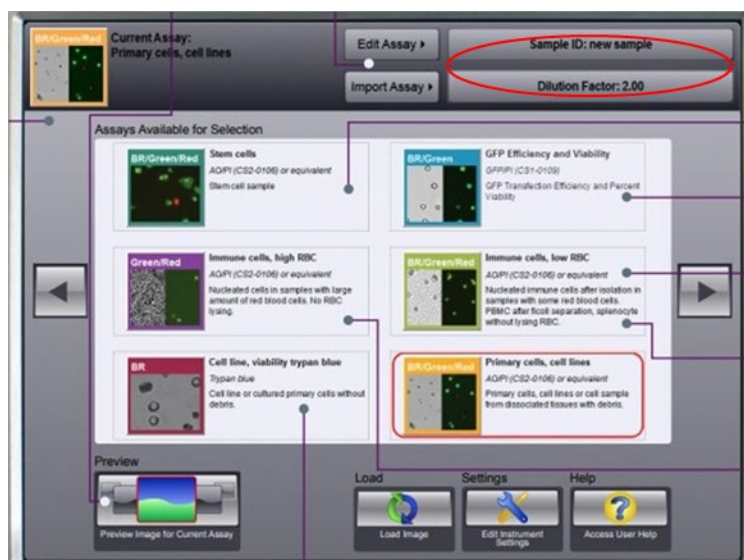 BR/Green/Red
Current Assay:
Primary cells, cell lines
Edit Assay
Import Assay
Sample ID: new sample
Dilution Factor: 2.00
Assays Available for Selection
BR/Green/Red
Stem cells
AO/PI (CS2-0106) or equivalent
Stem cell sample
BR/Green
GFP Efficiency and Viability
GFP/PI (CS1-0109)
GFP Transfection Efficiency and Percent
Viability
Green/Red
Immune cells, high RBC
AO/PI (CS2-0106) or equivalent
Nucleated cells in samples with large
amount of red blood cells. No RBC
lysing.
BR/Green/Red
Immune cells, low RBC
AO/PI (CS2-0106) or equivalent
Nucleated immune cells after isolation in
samples with some red blood cells.
PBMC after ficoll separation, splenocyte
without lysing RBC.
BR
Cell line, viability trypan blue
Trypan blue
Cell line or cultured primary cells without
debris.
BR/Green/Red
Primary cells, cell lines
AO/PI (CS2-0106) or equivalent
Primary cells, cell lines or cell sample
from dissociated tissues with debris.
Preview
Preview Image for Current Assay
Load
Load Image
Settings
Edit Instrument
Settings
Help
Access User Help